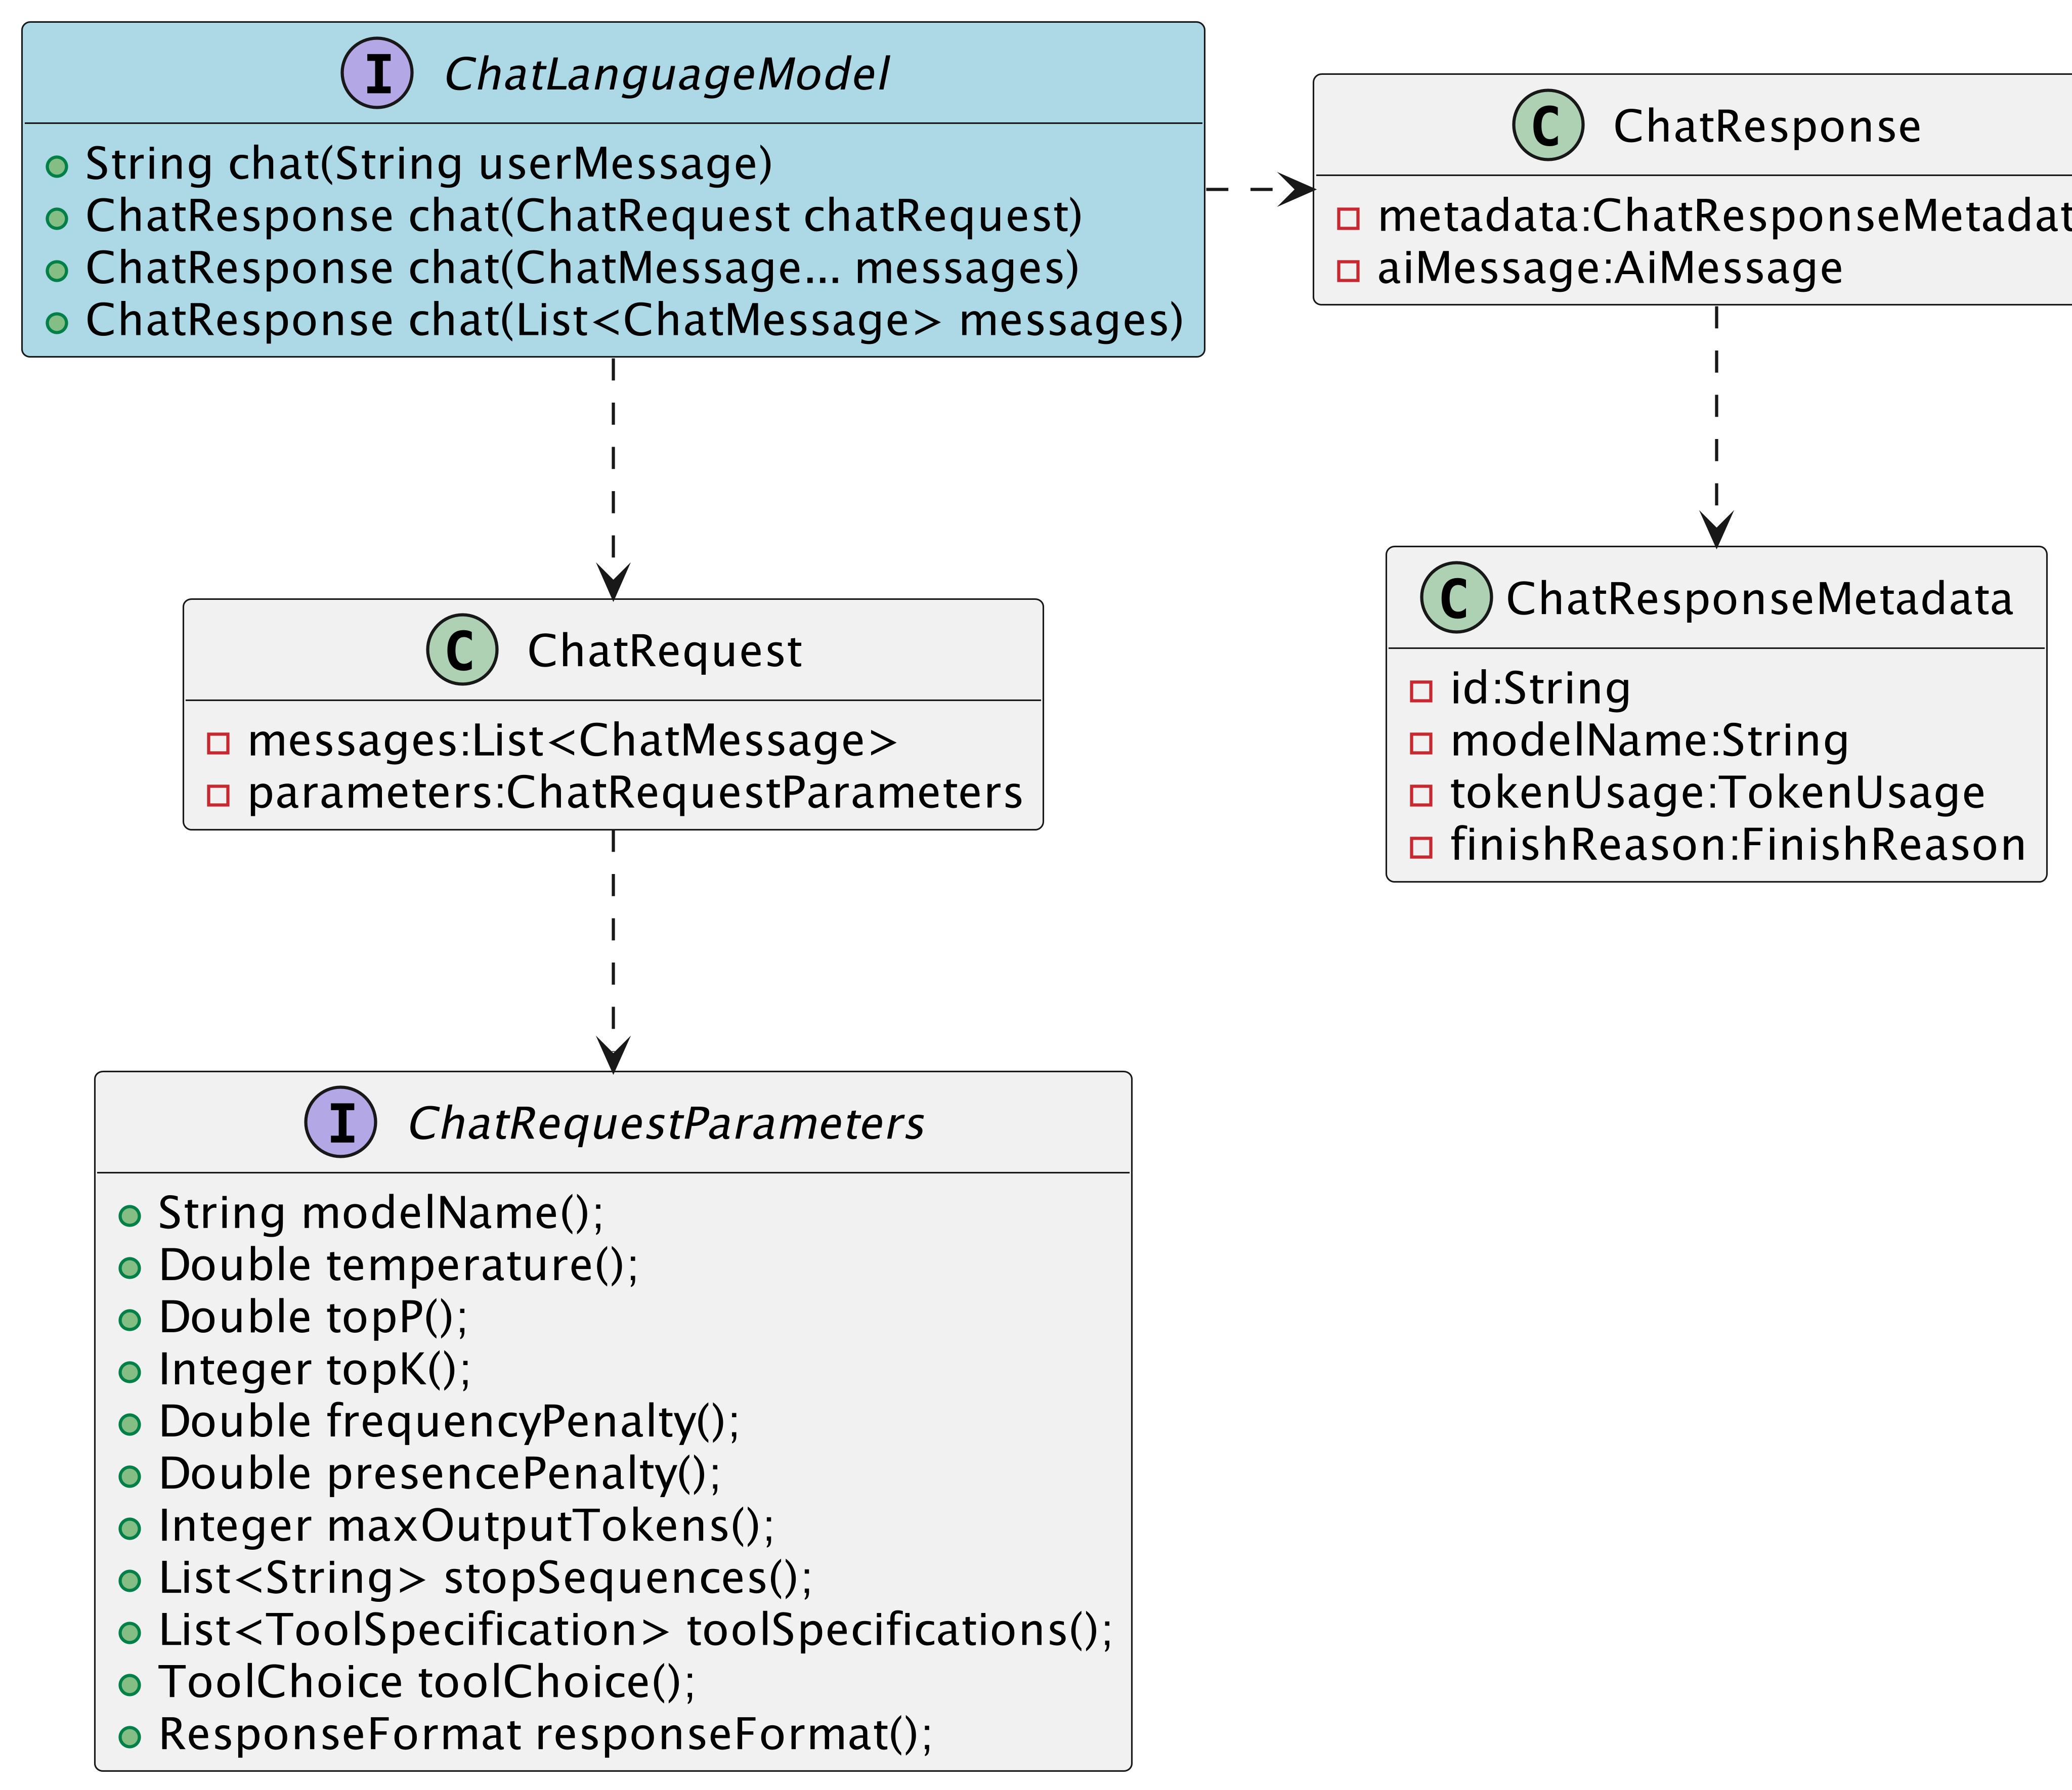 I ChatLanguageModel
String chat(String userMessage)
ChatResponse chat(ChatRequest chatRequest)
ChatResponse chat(ChatMessage... messages)
ChatResponse chat(List<ChatMessage> messages)
C ChatResponse
metadata:ChatResponseMetadat
aiMessage:AiMessage
C ChatRequest
messages:List<ChatMessage>
parameters:ChatRequestParameters
C ChatResponseMetadata
id:String
modelName:String
tokenUsage:TokenUsage
finishReason:FinishReason
I ChatRequestParameters
String modelName();
Double temperature();
Double topP();
Integer topK();
Double frequencyPenalty();
Double presencePenalty();
Integer maxOutputTokens();
List<String> stopSequences();
List<ToolSpecification> toolSpecifications();
ToolChoice toolChoice();
ResponseFormat responseFormat();